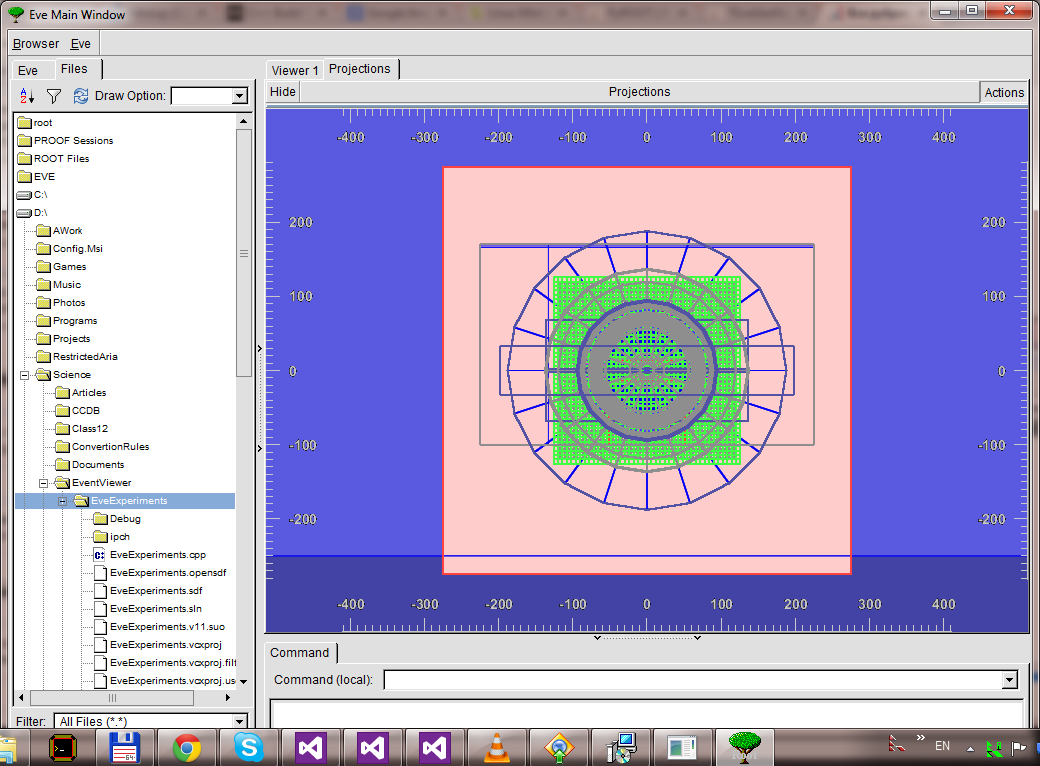 Eve Main Window
Browser Eve
Eve Files
Viewer 1 Projections
Draw Option:
Hide Projections Actions
root
PROOF Sessions
ROOT Files
EVE
C:\
D:\
AWork
Config.Msi
Games
Music
Photos
Programs
Projects
RestrictedAria
Science
Articles
CCDB
Class12
ConvertionRules
Documents
EventViewer
EveExperiments
Debug
ipch
EveExperiments.cpp
EveExperiments.opensdf
EveExperiments.sdf
EveExperiments.sln
EveExperiments.v11.suo
EveExperiments.vcxproj
EveExperiments.vcxproj.filt
EveExperiments.vcxproj.us
Filter: All Files (*.*)
-400 -300 -200 -100 0 100 200 300 400
200 200
100 100
0 0
-100 -100
-200 -200
-400 -300 -200 -100 0 100 200 300 400
Command
Command (local):
64
EN